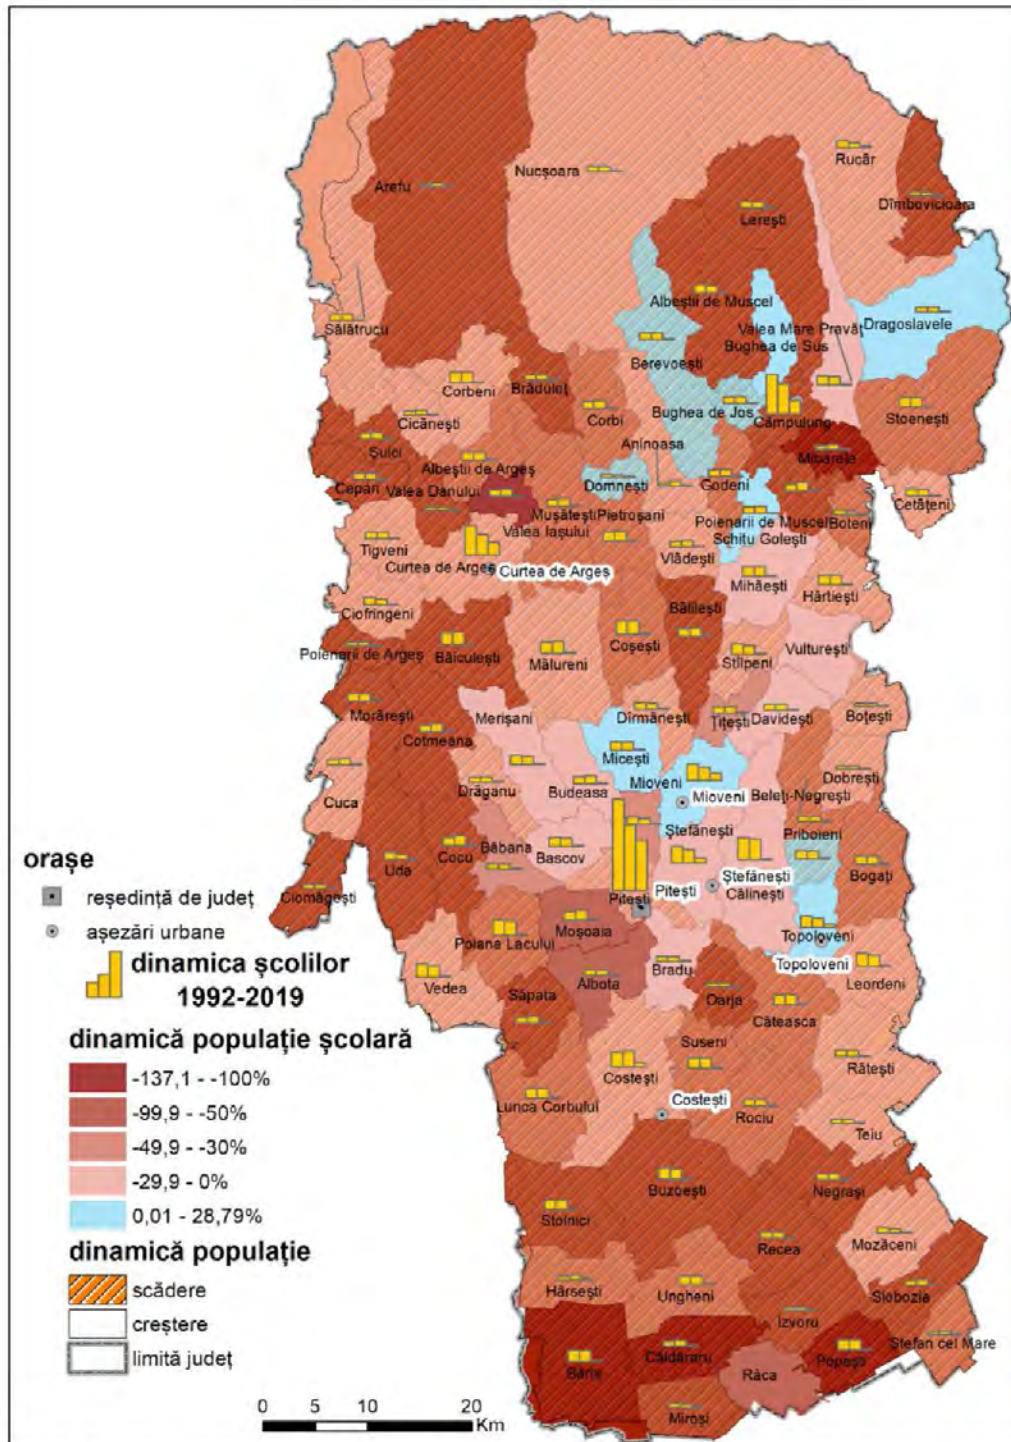 Rucăr
Nucșoara
Arefu
Dîmbovicioara
Lerești
Albeștii de Muscel
Valea Mare Pravăț
Dragoslavele
Sălătrucu
Bughea de Sus
Berevoești
Corbeni
Brăduleț
Bughea de Jos
Câmpulung
Stoenești
Cicănești
Corbi
Aninoasa
Șuici
Mioarele
Albeștii de Argeș
Cepari
Valea Danului
Domnești
Godeni
Cetățeni
Mușătești
Pietroșani
Poienarii de Muscel
Boteni
Valea Iașului
Schitu Golești
Tigveni
Vlădești
Curtea de Argeș
Curtea de Argeș
Mihăești
Hârtiești
Ciofringeni
Bălilești
Poienarii de Argeș
Băiculești
Mălureni
Coșești
Stîlpeni
Vulturești
Morărești
Merișani
Dîrmănești
Țițești
Davidești
Boțești
Cotmeana
Micești
Mioveni
Mioveni
Dobrești
Cuca
Drăganu
Budeasa
Beleți-Negrești
Ștefănești
Priboieni
Băbana
Bascov
Cocu
Uda
Ștefănești
Bogați
Ciomăgești
Pitești
Pitești
Călinești
Poiana Lacului
Moșoaia
Topoloveni
Topoloveni
Vedea
Albota
Bradu
Leordeni
Săpata
Oarja
Căteasca
Suseni
Costești
Rătești
Costești
Lunca Corbului
Rociu
Teiu
Buzoești
Negrași
Stolnici
Recea
Mozăceni
Hârsești
Ungheni
Slobozia
Izvoru
Ștefan cel Mare
Bârla
Căldăraru
Popești
Râca
Miroși
orașe
reședință de județ
așezări urbane
dinamica școlilor
1992-2019
dinamică populație școlară
-137,1 - -100%
-99,9 - -50%
-49,9 - -30%
-29,9 - 0%
0,01 - 28,79%
dinamică populație
scădere
creștere
limită județ
0 5 10 20
Km